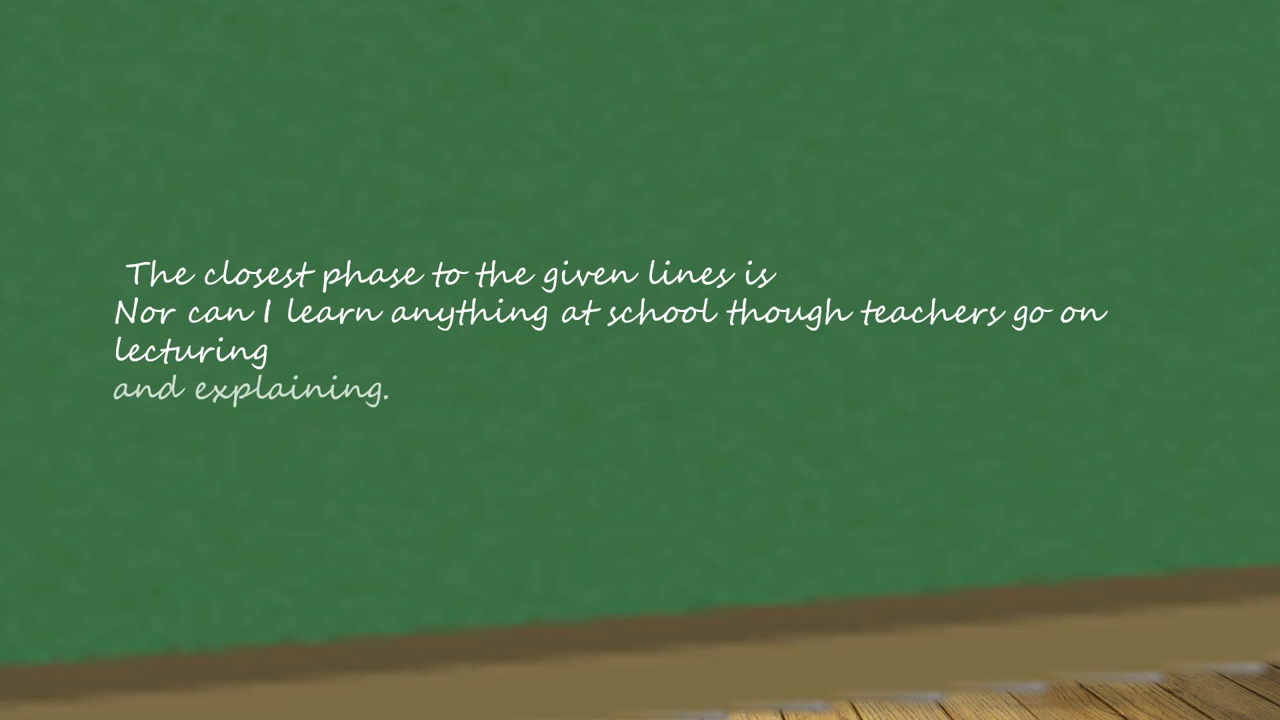 The closest phase to the given lines is
Nor can I learn anything at school though teachers go on
lecturing
and explaining.